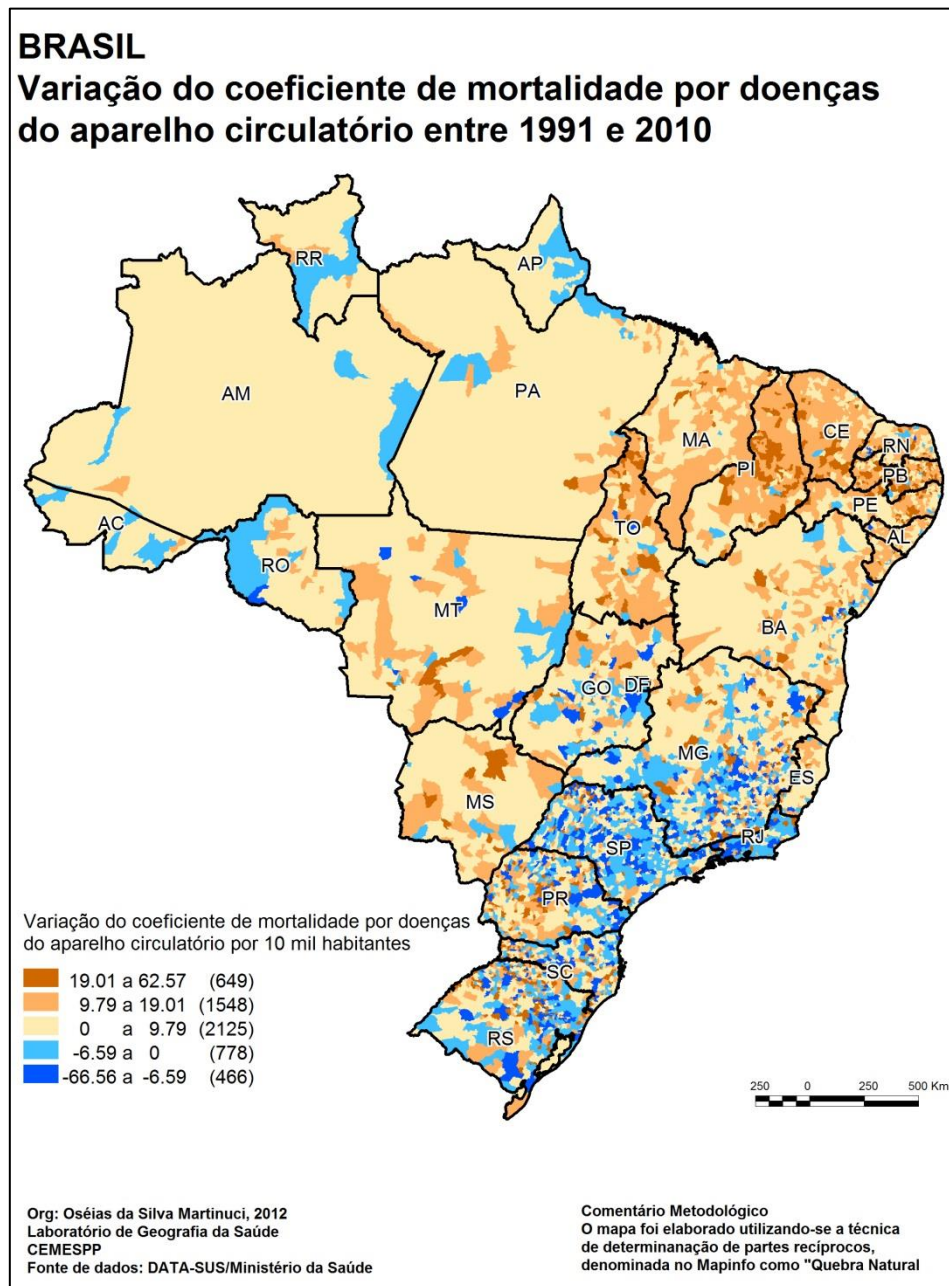 BRASIL
Variação do coeficiente de mortalidade por doenças
do aparelho circulatório entre 1991 e 2010
RR
AP
AM
PA
MA
CE
RN
PI
PB
PE
AC
TO
AL
RO
MT
BA
GO
DF
MG
ES
MS
SP
RJ
PR
SC
RS
Variação do coeficiente de mortalidade por doenças
do aparelho circulatório por 10 mil habitantes
19.01 a 62.57 (649)
9.79 a 19.01 (1548)
0 a 9.79 (2125)
-6.59 a 0 (778)
-66.56 a -6.59 (466)
250 0 250 500 Km
Org: Oséias da Silva Martinuci, 2012
Laboratório de Geografia da Saúde
CEMESPP
Fonte de dados: DATA-SUS/Ministério da Saúde
Comentário Metodológico
O mapa foi elaborado utilizando-se a técnica
de determinanação de partes recíprocos,
denominada no Mapinfo como "Quebra Natural